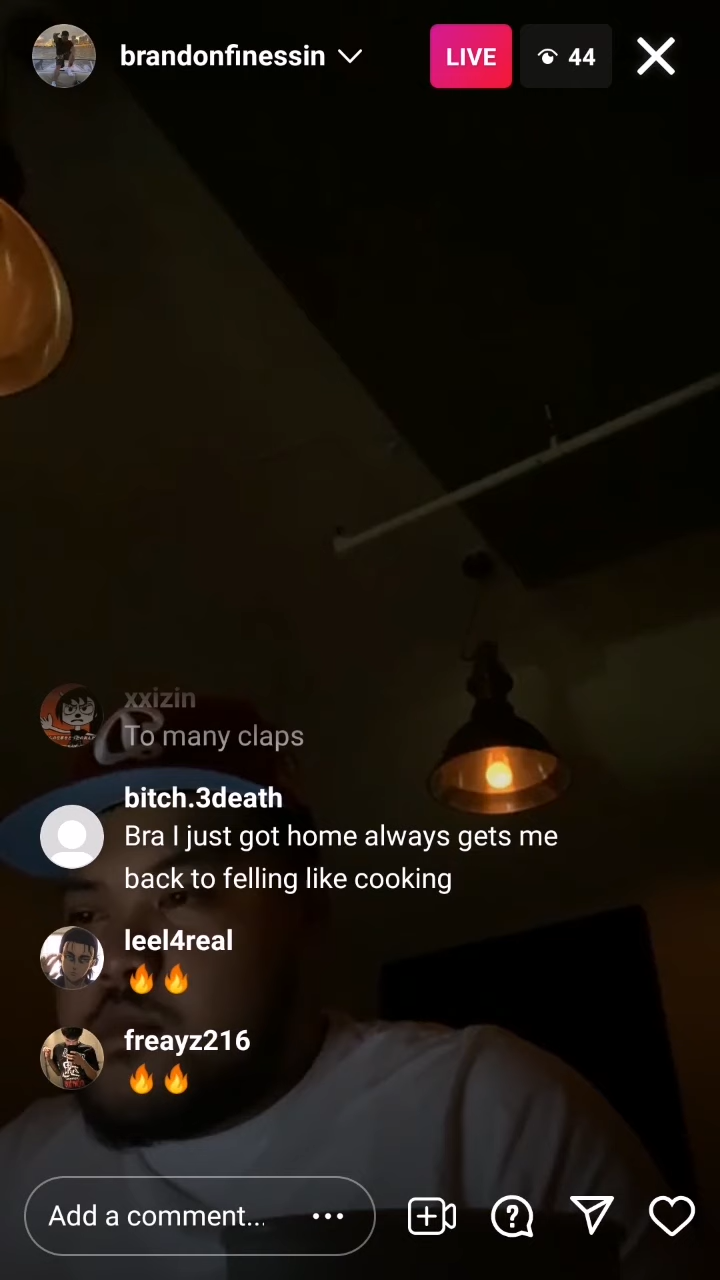 brandonfinessin
LIVE
44
xxizin
To many claps
bitch.3death
Bra I just got home always gets me
back to felling like cooking
leel4real
🔥🔥
freayz216
🔥🔥
Add a comment...